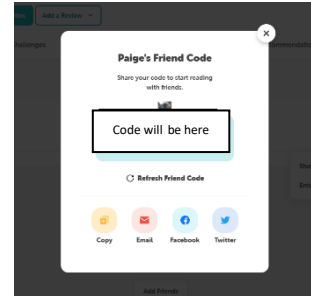 Add a Review
×
Challenges
Paige's Friend Code
Share your code to start reading
with friends.
Code will be here
Refresh Friend Code
Copy Email Facebook Twitter
Add Friends